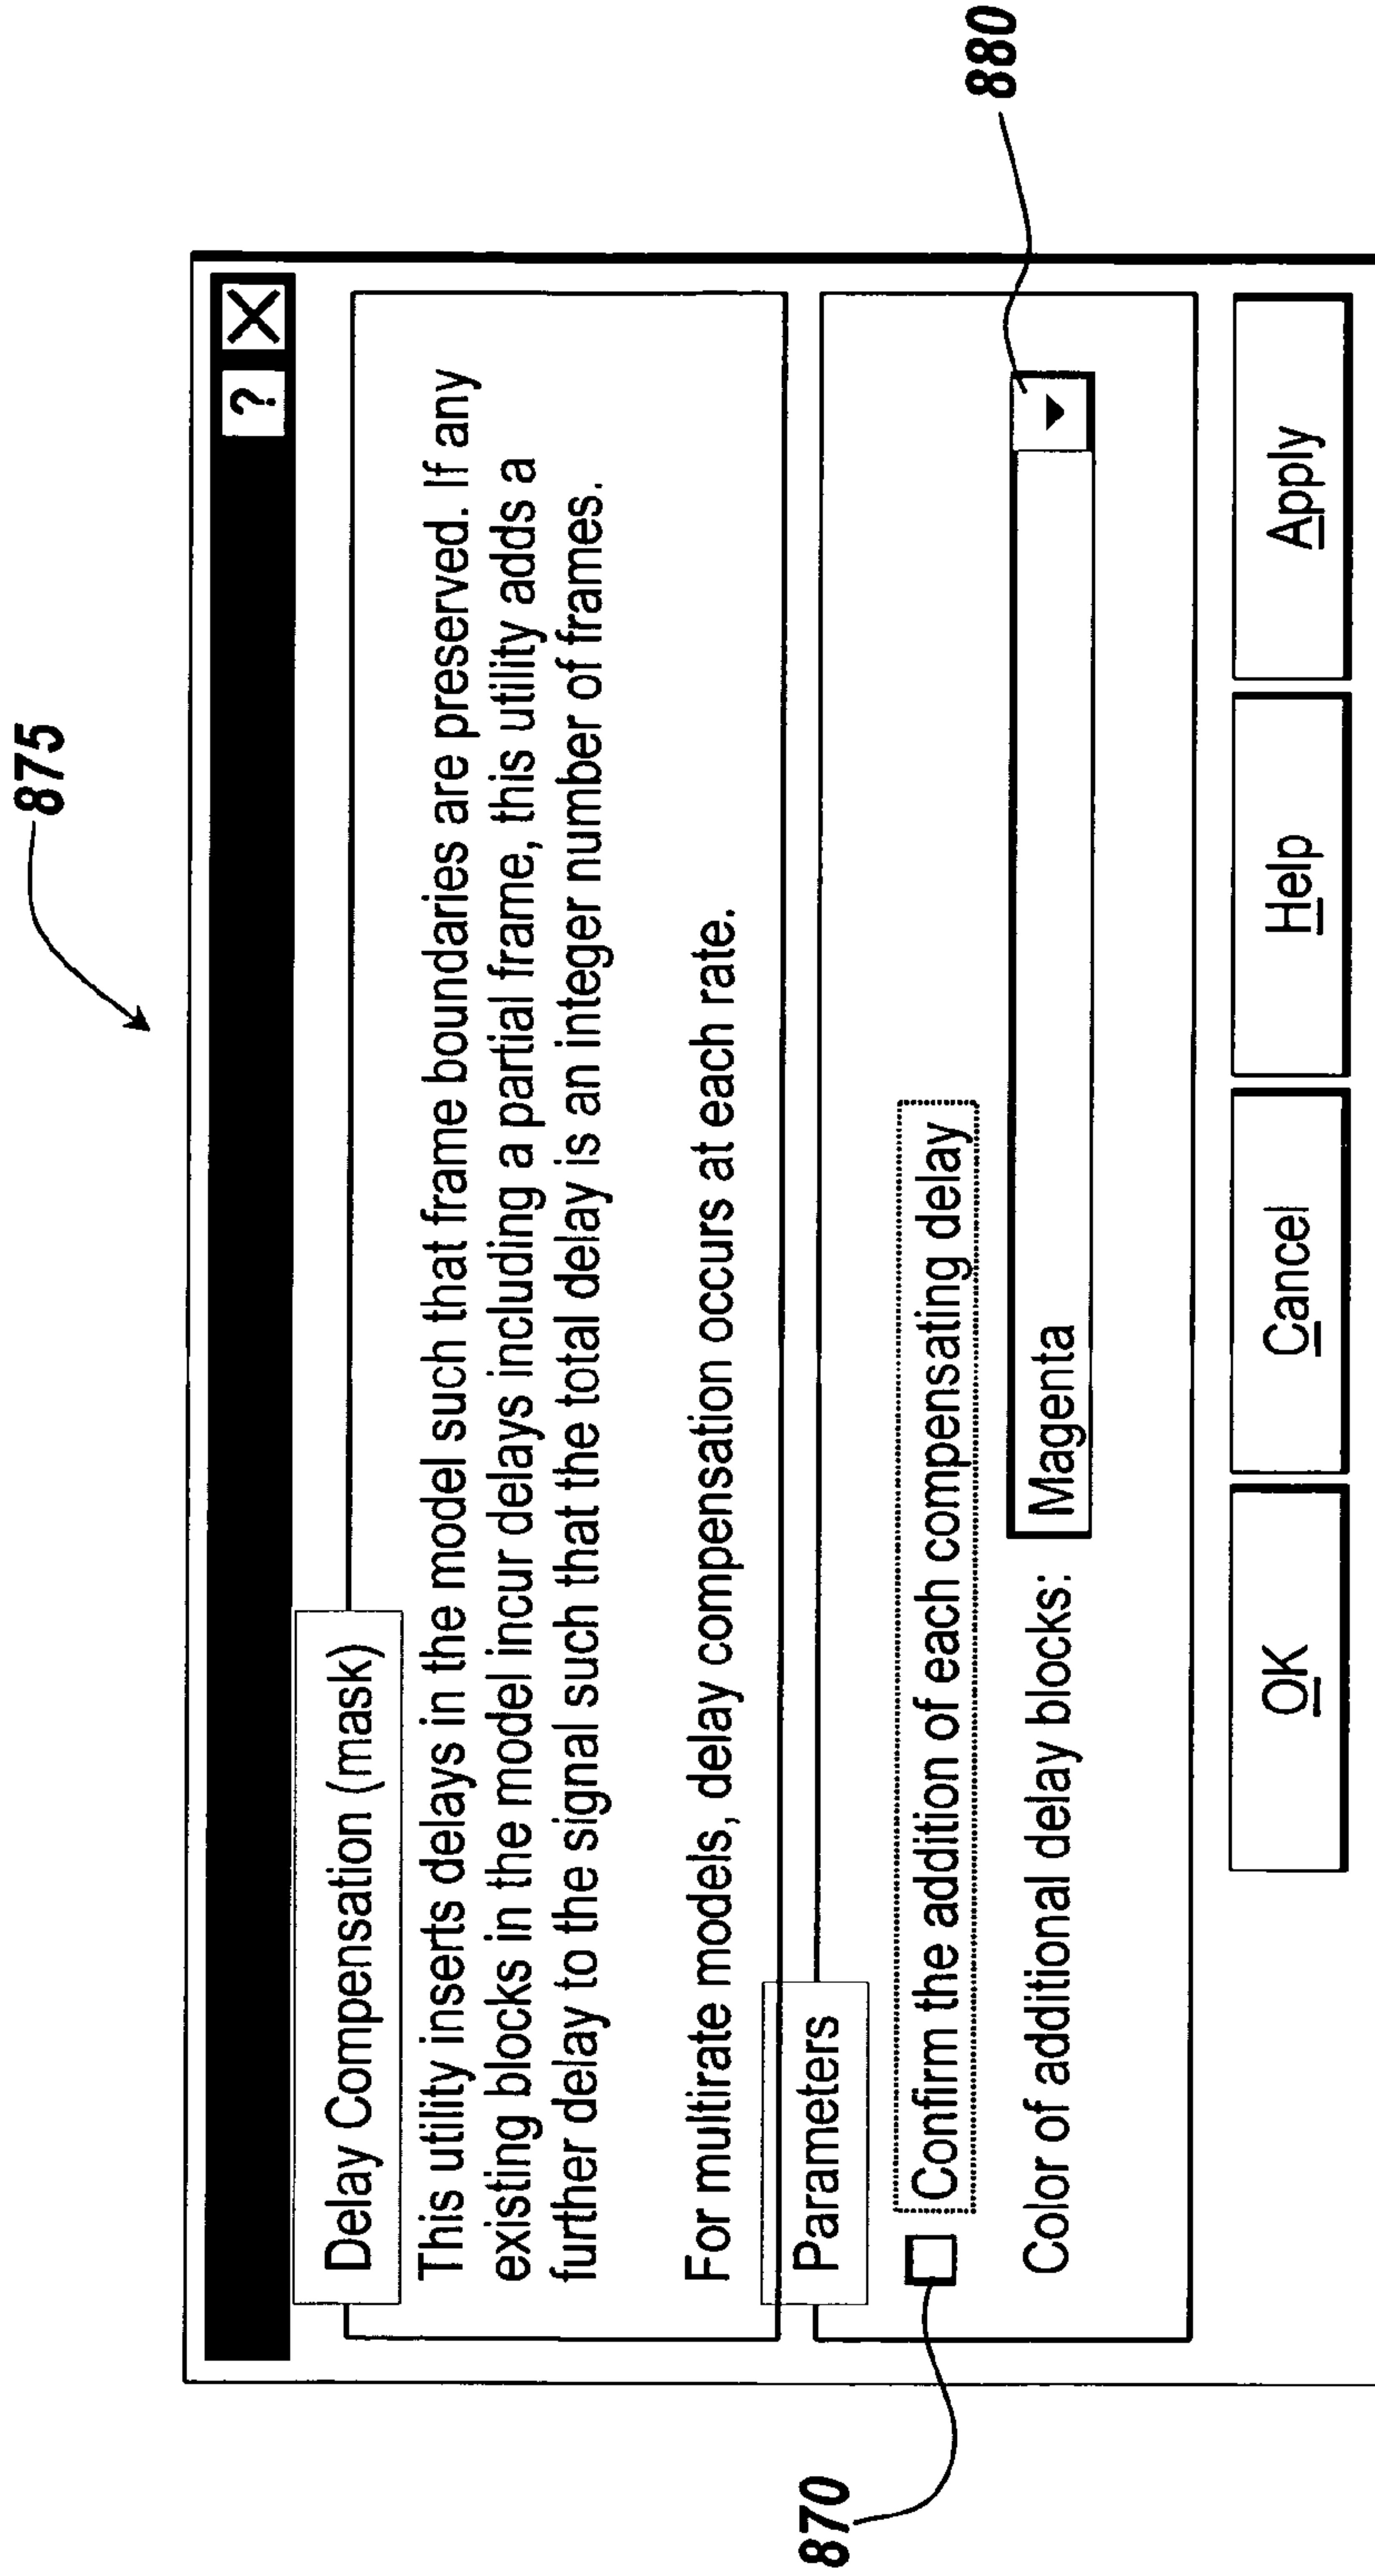 875
? X
Delay Compensation (mask)
This utility inserts delays in the model such that frame boundaries are preserved. If any
existing blocks in the model incur delays including a partial frame, this utility adds a
further delay to the signal such that the total delay is an integer number of frames.
For multirate models, delay compensation occurs at each rate.
Parameters
870
Confirm the addition of each compensating delay
Color of additional delay blocks: Magenta
880
OK Cancel Help Apply